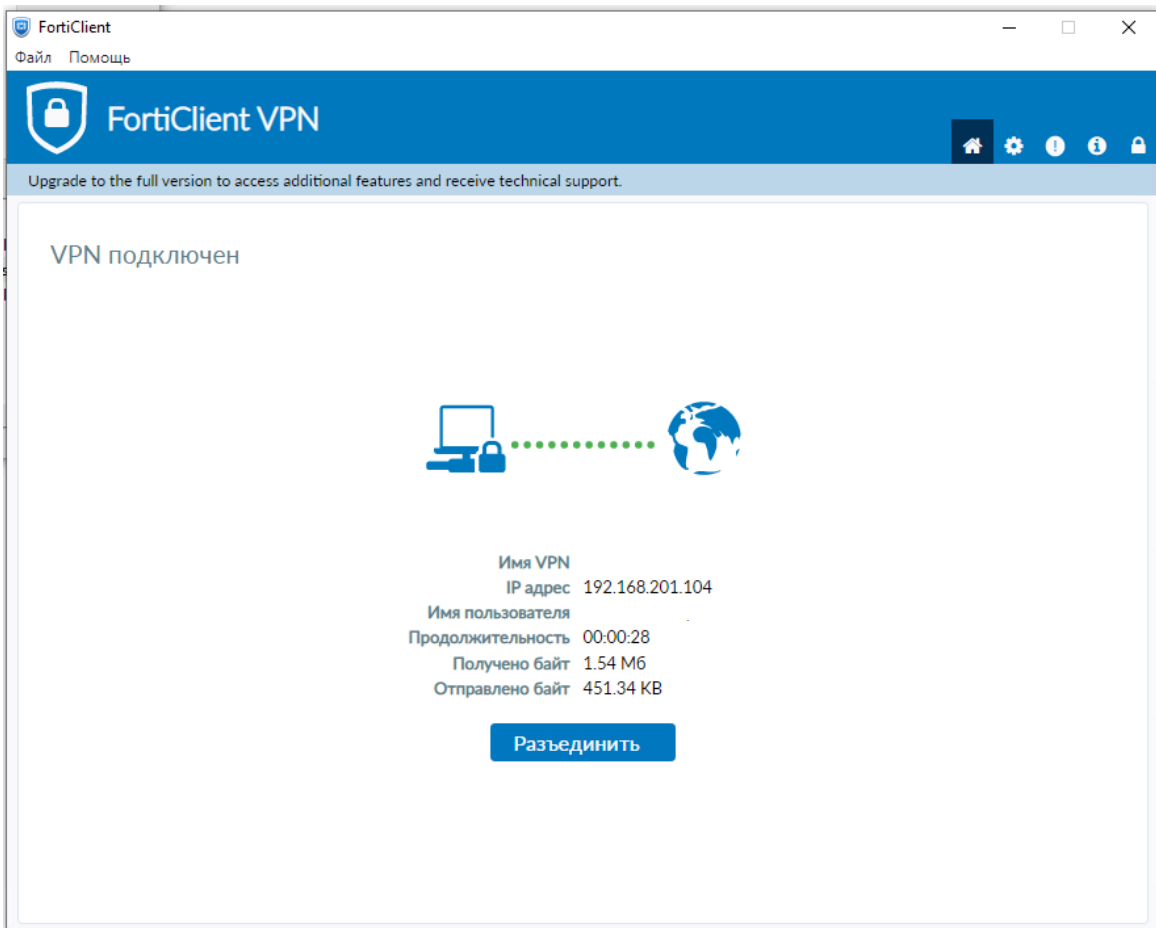 FortiClient
Файл Помощь
FortiClient VPN
Upgrade to the full version to access additional features and receive technical support.
VPN подключен
Имя VPN
IP адрес 192.168.201.104
Имя пользователя
Продолжительность 00:00:28
Получено байт 1.54 Мб
Отправлено байт 451.34 KB
Разъединить